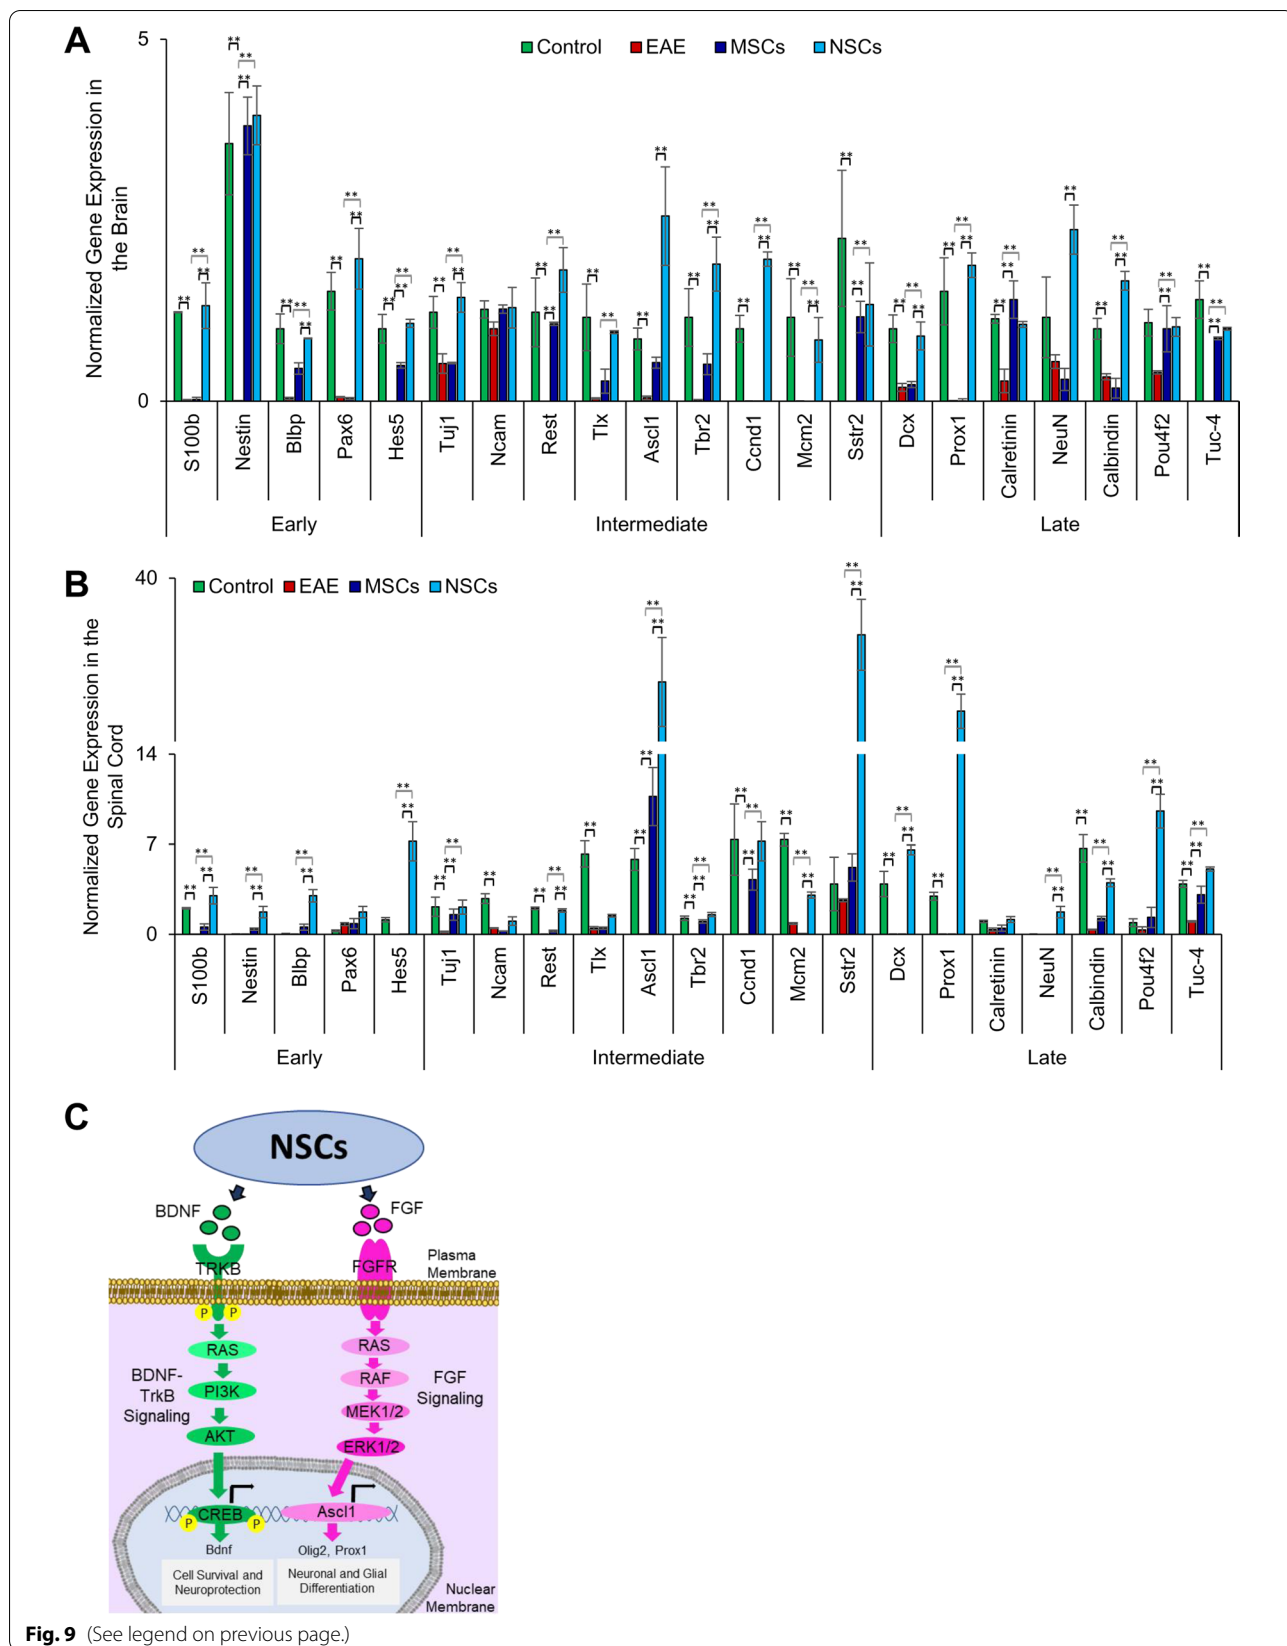 A
5
Control EAE MSCs NSCs
Normalized Gene Expression in
the Brain
0
S100b Nestin Blbp Pax6 Hes5 Tuj1 Ncam Rest Tlx Ascl1 Tbr2 Ccnd1 Mcm2 Sstr2 Dcx Prox1 Calretinin NeuN Calbindin Pou4f2 Tuc-4
Early Intermediate Late
B
40
Control EAE MSCs NSCs
Normalized Gene Expression in the
Spinal Cord
14
7
0
S100b Nestin Blbp Pax6 Hes5 Tuj1 Ncam Rest Tlx Ascl1 Tbr2 Ccnd1 Mcm2 Sstr2 Dcx Prox1 Calretinin NeuN Calbindin Pou4f2 Tuc-4
Early Intermediate Late
C
NSCs
BDNF FGF
TRKB FGFR
Plasma
Membrane
P P
RAS RAS
BDNF-
TrkB
Signaling
PI3K RAF
FGF
Signaling
MEK1/2
AKT ERK1/2
CREB Ascl1
P P
Bdnf Olig2, Prox1
Cell Survival and
Neuroprotection
Neuronal and Glial
Differentiation
Nuclear
Membrane
Fig. 9 (See legend on previous page.)